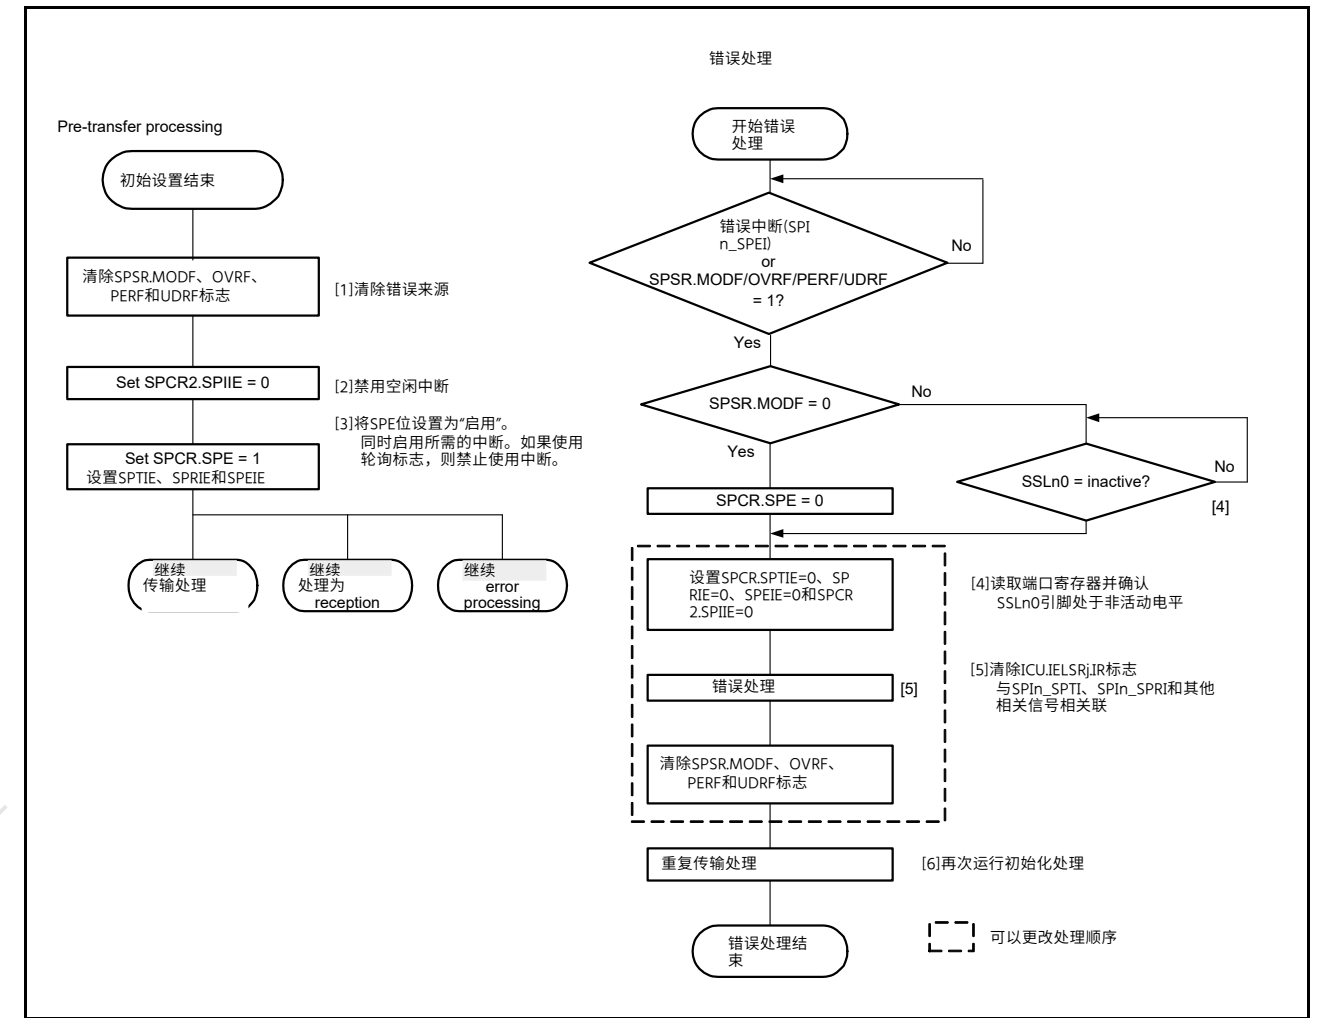 Pre-transfer processing
初始设置结束
清除SPSR.MODF、OVRF、
PERF和UDRF标志
[1]清除错误来源
Set SPCR2.SPIIE = 0
[2]禁用空闲中断
[3]将SPE位设置为“启用”。
同时启用所需的中断。如果使用
轮询标志，则禁止使用中断。
Set SPCR.SPE = 1
设置SPTIE、SPRIE和SPEIE
继续
传输处理
继续
处理为
reception
继续
error
processing
错误处理
开始错误
处理
错误中断(SPI
n_SPEI)
or
SPSR.MODF/OVRF/PERF/UDRF
= 1?
No
Yes
SPSR.MODF = 0
No
Yes
SSLn0 = inactive?
No
[4]
SPCR.SPE = 0
设置SPCR.SPTIE=0、SP
RIE=0、SPEIE=0和SPCR
2.SPIIE=0
[4]读取端口寄存器并确认
SSLn0引脚处于非活动电平
错误处理
[5]
[5]清除ICU.IELSRj.IR标志
与SPIn_SPTI、SPIn_SPRI和其他
相关信号相关联
清除SPSR.MODF、OVRF、
PERF和UDRF标志
重复传输处理
[6]再次运行初始化处理
错误处理结
束
可以更改处理顺序